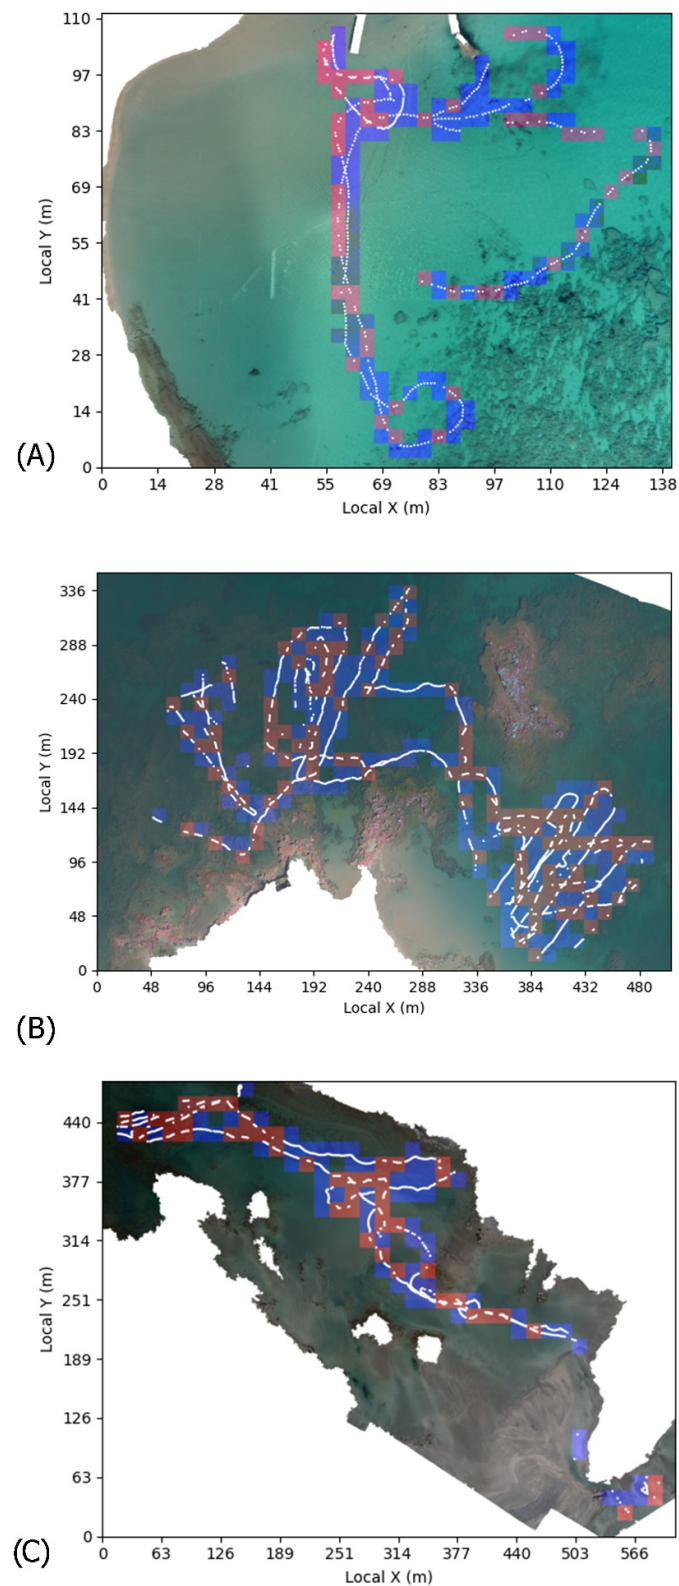 110
97
83
69
55
41
28
14
0
Local Y (m)
(A)
0 14 28 41 55 69 83 97 110 124 138
Local X (m)
336
288
240
192
144
96
48
0
Local Y (m)
0 48 96 144 192 240 288 336 384 432 480
Local X (m)
(B)
440
377
314
251
189
126
63
0
Local Y (m)
(C)
0 63 126 189 251 314 377 440 503 566
Local X (m)